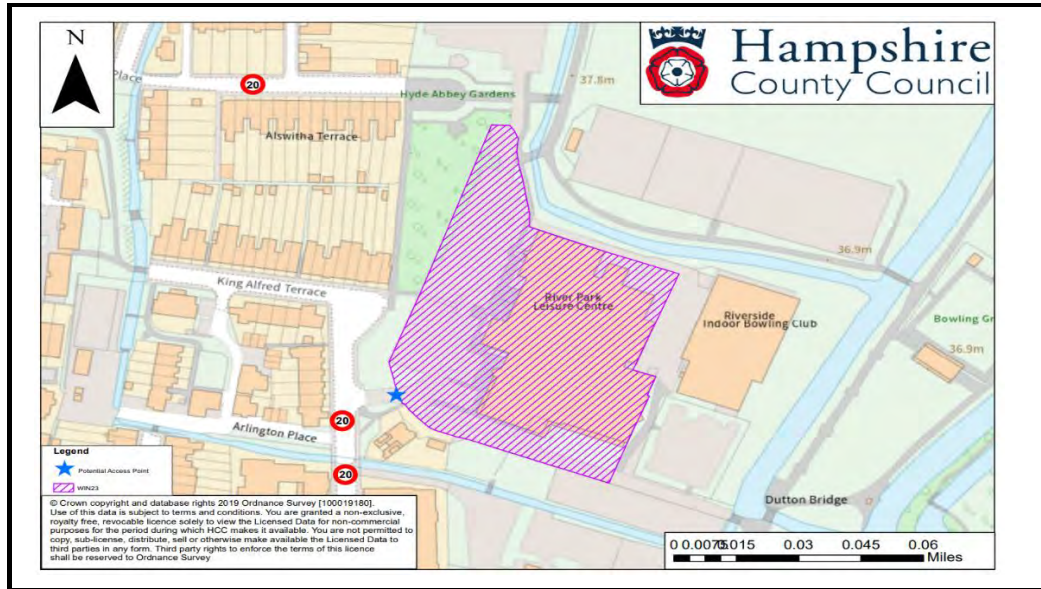 N
Hampshire
County Council
Place
20
37.8m
Hyde Abbey Gardens
Alswitha Terrace
36.9m
King Alfred Terrace
River Park
Leisure Centre
Riverside
Indoor Bowling Club
Bowling Gr
36.9m
20
Arlington Place
20
Legend
Potential Access Point
WIN23
© Crown copyright and database rights 2019 Ordnance Survey [100019180].
Use of this data is subject to terms and conditions. You are granted a non-exclusive,
royalty free, revocable licence solely to view the Licensed Data for non-commercial
purposes for the period during which HCC makes it available. You are not permitted to
copy, sub-license, distribute, sell or otherwise make available the Licensed Data to
third parties in any form. Third party rights to enforce the terms of this licence
shall be reserved to Ordnance Survey
Dutton Bridge
0 0.0075 0.015 0.03 0.045 0.06
Miles